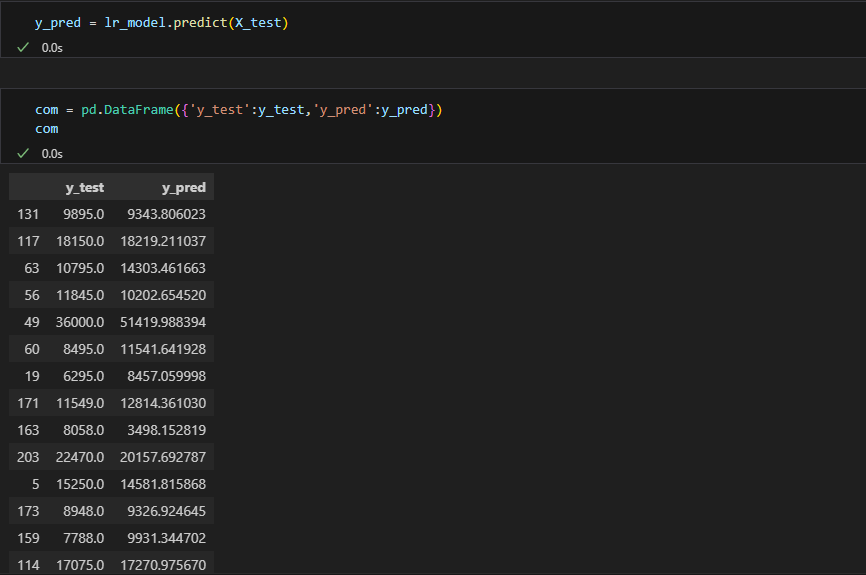 y_pred = lr_model.predict(X_test)
✓ 0.0s
com = pd.DataFrame({'y_test':y_test,'y_pred':y_pred})
com
✓ 0.0s
y_test y_pred
131 9895.0 9343.806023
117 18150.0 18219.211037
63 10795.0 14303.461663
56 11845.0 10202.654520
49 36000.0 51419.988394
60 8495.0 11541.641928
19 6295.0 8457.059998
171 11549.0 12814.361030
163 8058.0 3498.152819
203 22470.0 20157.692787
5 15250.0 14581.815868
173 8948.0 9326.924645
159 7788.0 9931.344702
114 17075.0 17270.975670